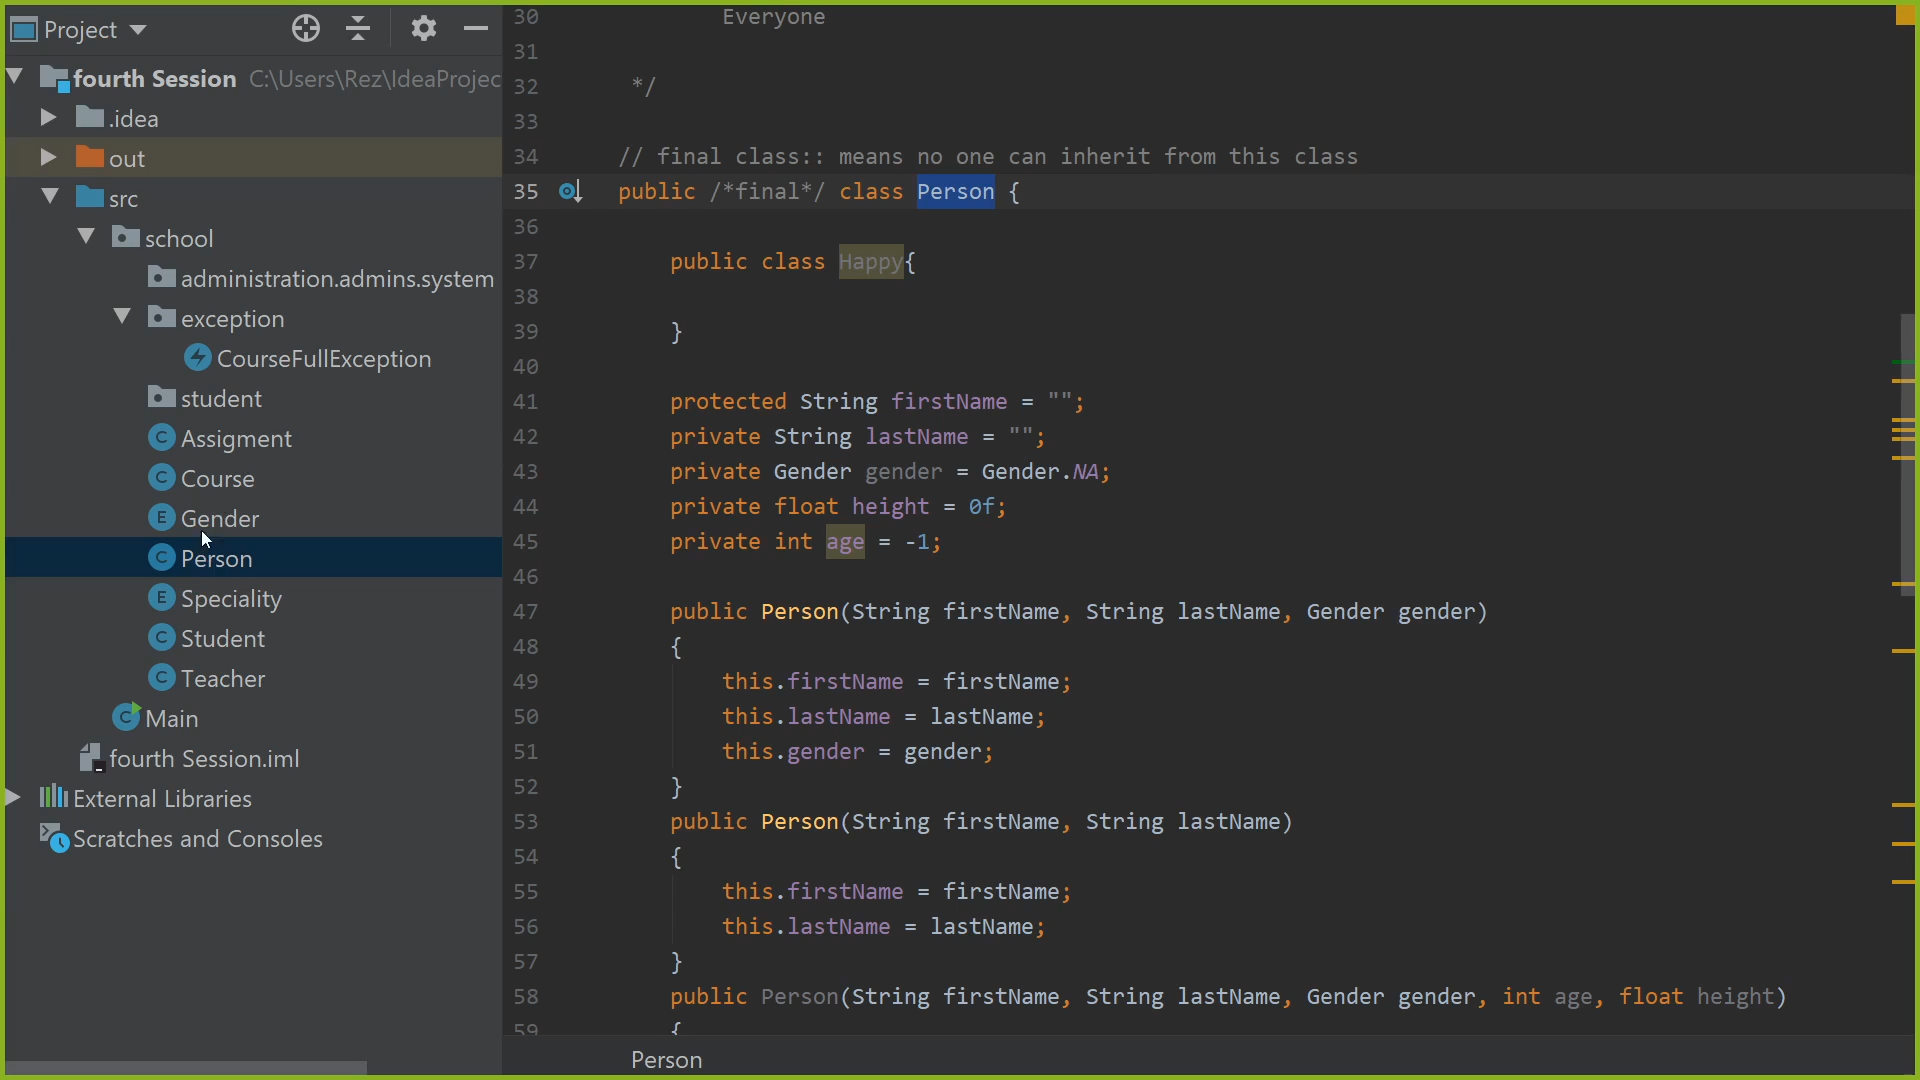 Project
fourth Session C:\Users\Rez\IdeaProjec
.idea
out
src
school
administration.admins.system
exception
CourseFullException
student
C Assigment
C Course
E Gender
C Person
E Speciality
C Student
C Teacher
C Main
fourth Session.iml
External Libraries
Scratches and Consoles
30 Everyone
31
32 */
33
34 // final class:: means no one can inherit from this class
35 public /*final*/ class Person {
36
37 public class Happy{
38
39 }
40
41 protected String firstName = "";
42 private String lastName = "";
43 private Gender gender = Gender.NA;
44 private float height = 0f;
45 private int age = -1;
46
47 public Person(String firstName, String lastName, Gender gender)
48 {
49 this.firstName = firstName;
50 this.lastName = lastName;
51 this.gender = gender;
52 }
53 public Person(String firstName, String lastName)
54 {
55 this.firstName = firstName;
56 this.lastName = lastName;
57 }
58 public Person(String firstName, String lastName, Gender gender, int age, float height)
59 {
Person